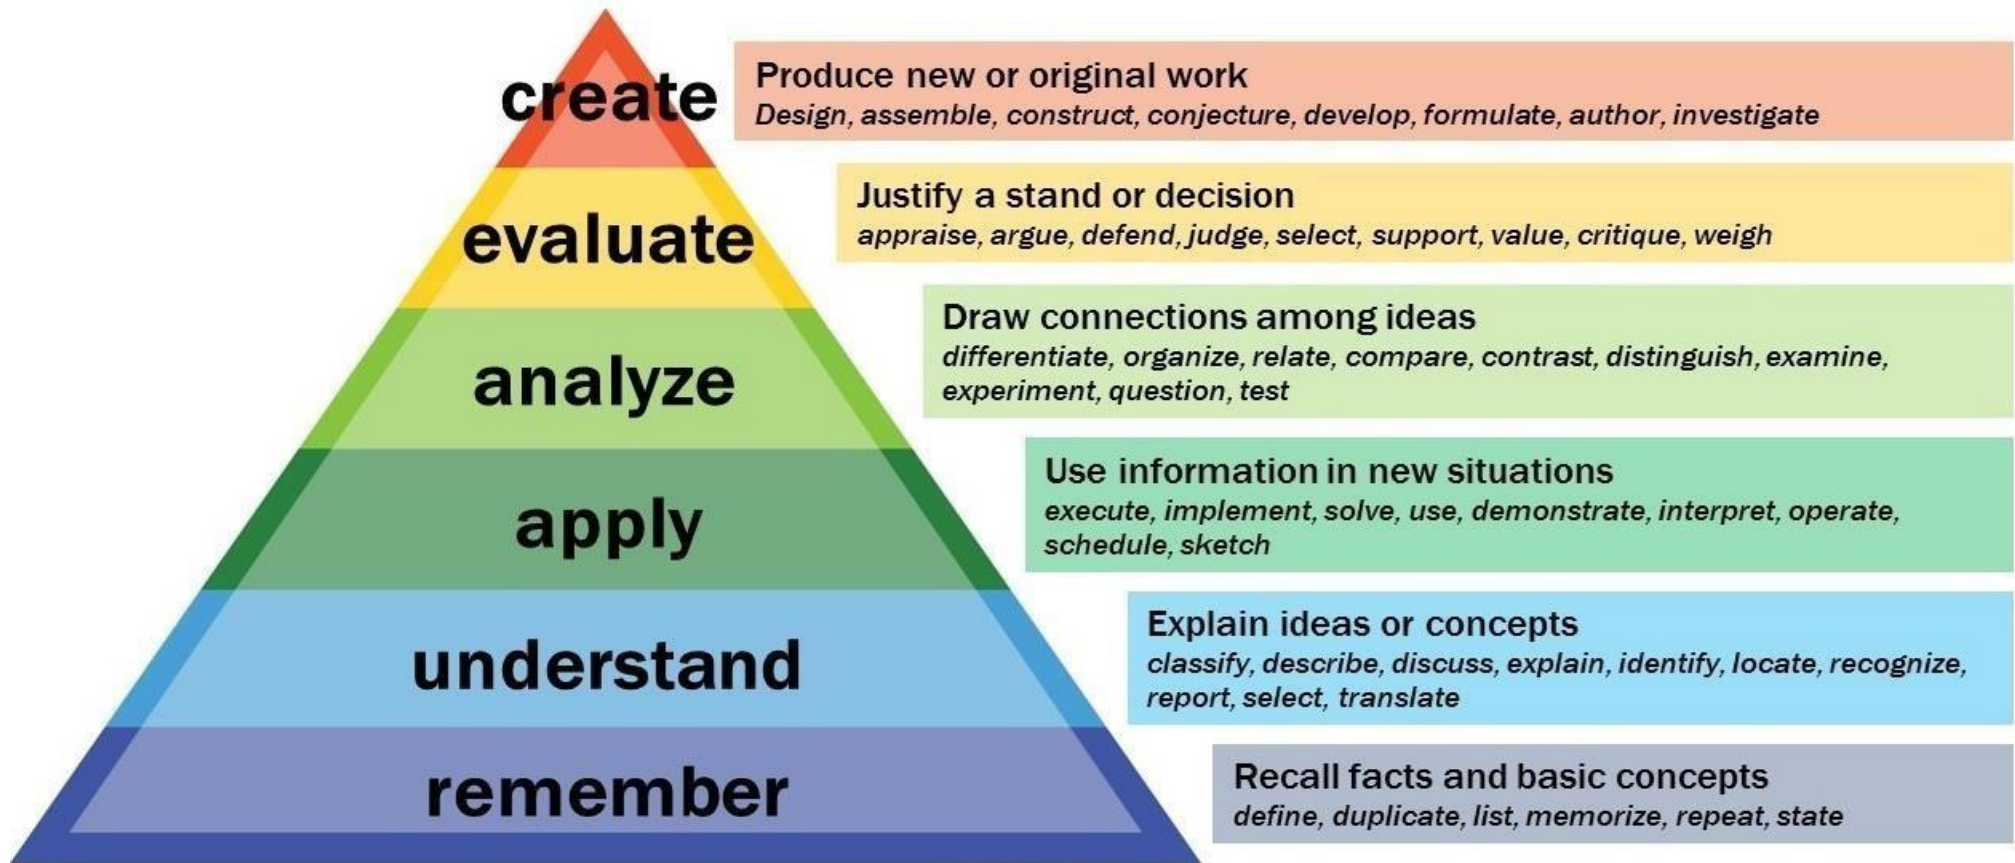 create
Produce new or original work
Design, assemble, construct, conjecture, develop, formulate, author, investigate
evaluate
Justify a stand or decision
appraise, argue, defend, judge, select, support, value, critique, weigh
analyze
Draw connections among ideas
differentiate, organize, relate, compare, contrast, distinguish, examine,
experiment, question, test
apply
Use information in new situations
execute, implement, solve, use, demonstrate, interpret, operate,
schedule, sketch
understand
Explain ideas or concepts
classify, describe, discuss, explain, identify, locate, recognize,
report, select, translate
remember
Recall facts and basic concepts
define, duplicate, list, memorize, repeat, state